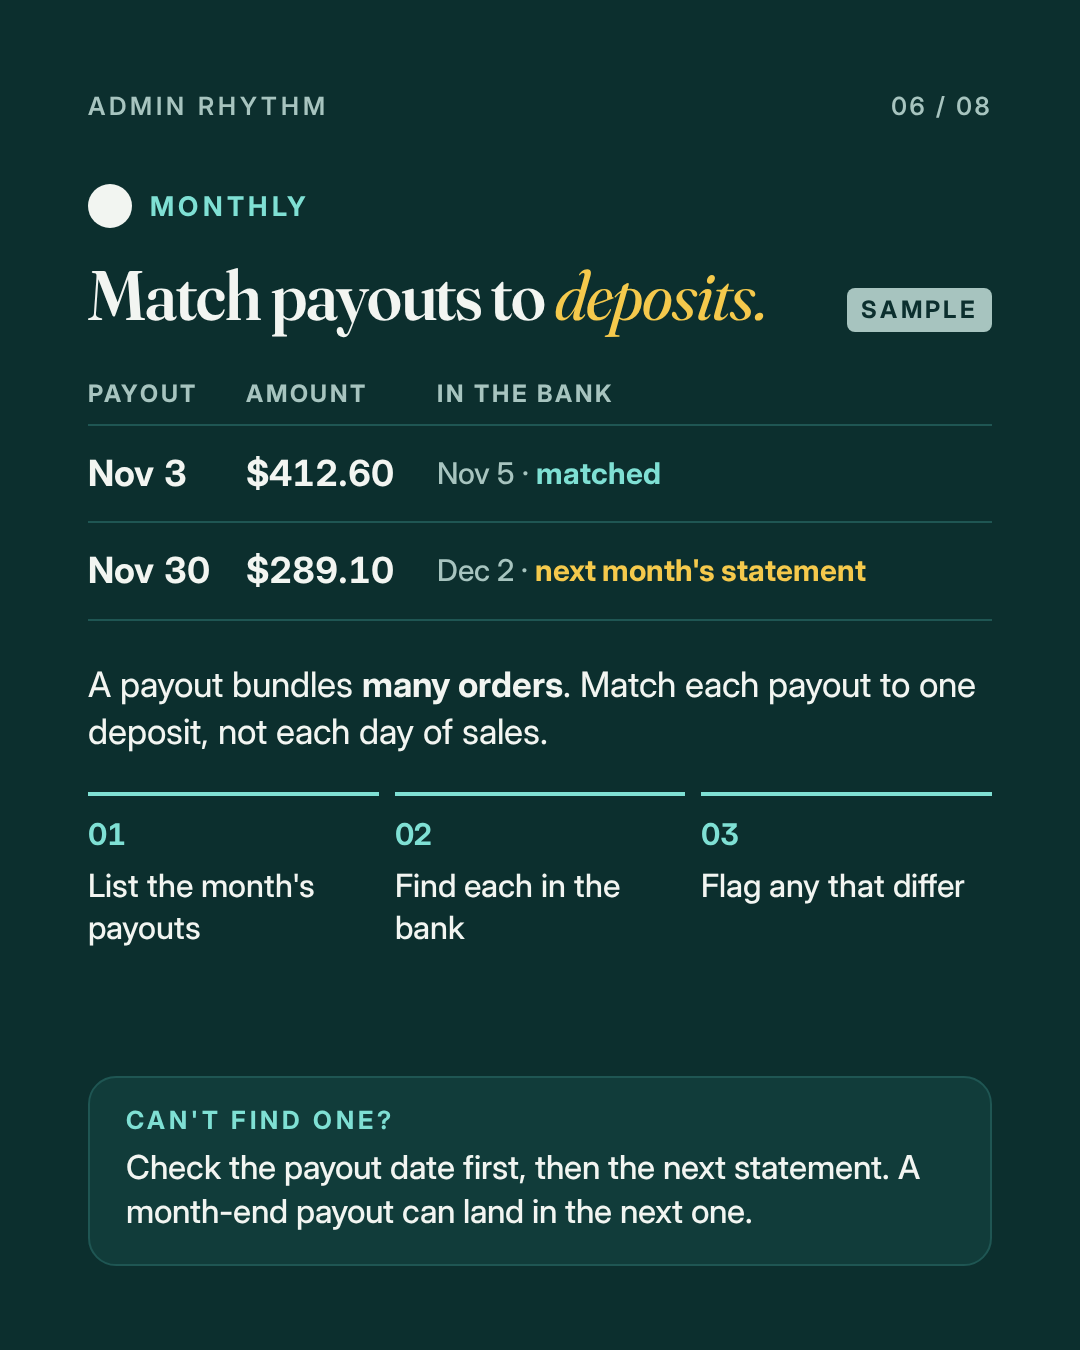 ADMIN RHYTHM
06 / 08
MONTHLY
Match payouts to deposits.
SAMPLE
PAYOUT AMOUNT IN THE BANK
Nov 3 $412.60 Nov 5 · matched
Nov 30 $289.10 Dec 2 · next month's statement
A payout bundles many orders. Match each payout to one
deposit, not each day of sales.
01
List the month's
payouts
02
Find each in the
bank
03
Flag any that differ
CAN'T FIND ONE?
Check the payout date first, then the next statement. A
month-end payout can land in the next one.